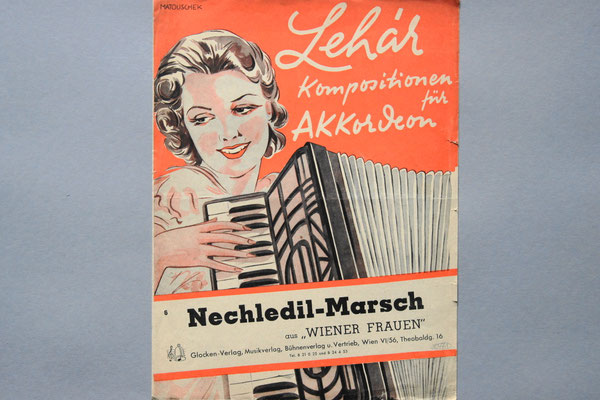 MATOUSCHEK
Lehár
Kompositionen
für
AKKordeon
6
Nechledil-Marsch
aus „WIENER FRAUEN"
Glocken-Verlag, Musikverlag, Bühnenverlag u. Vertrieb, Wien VI/56, Theobaldg. 16